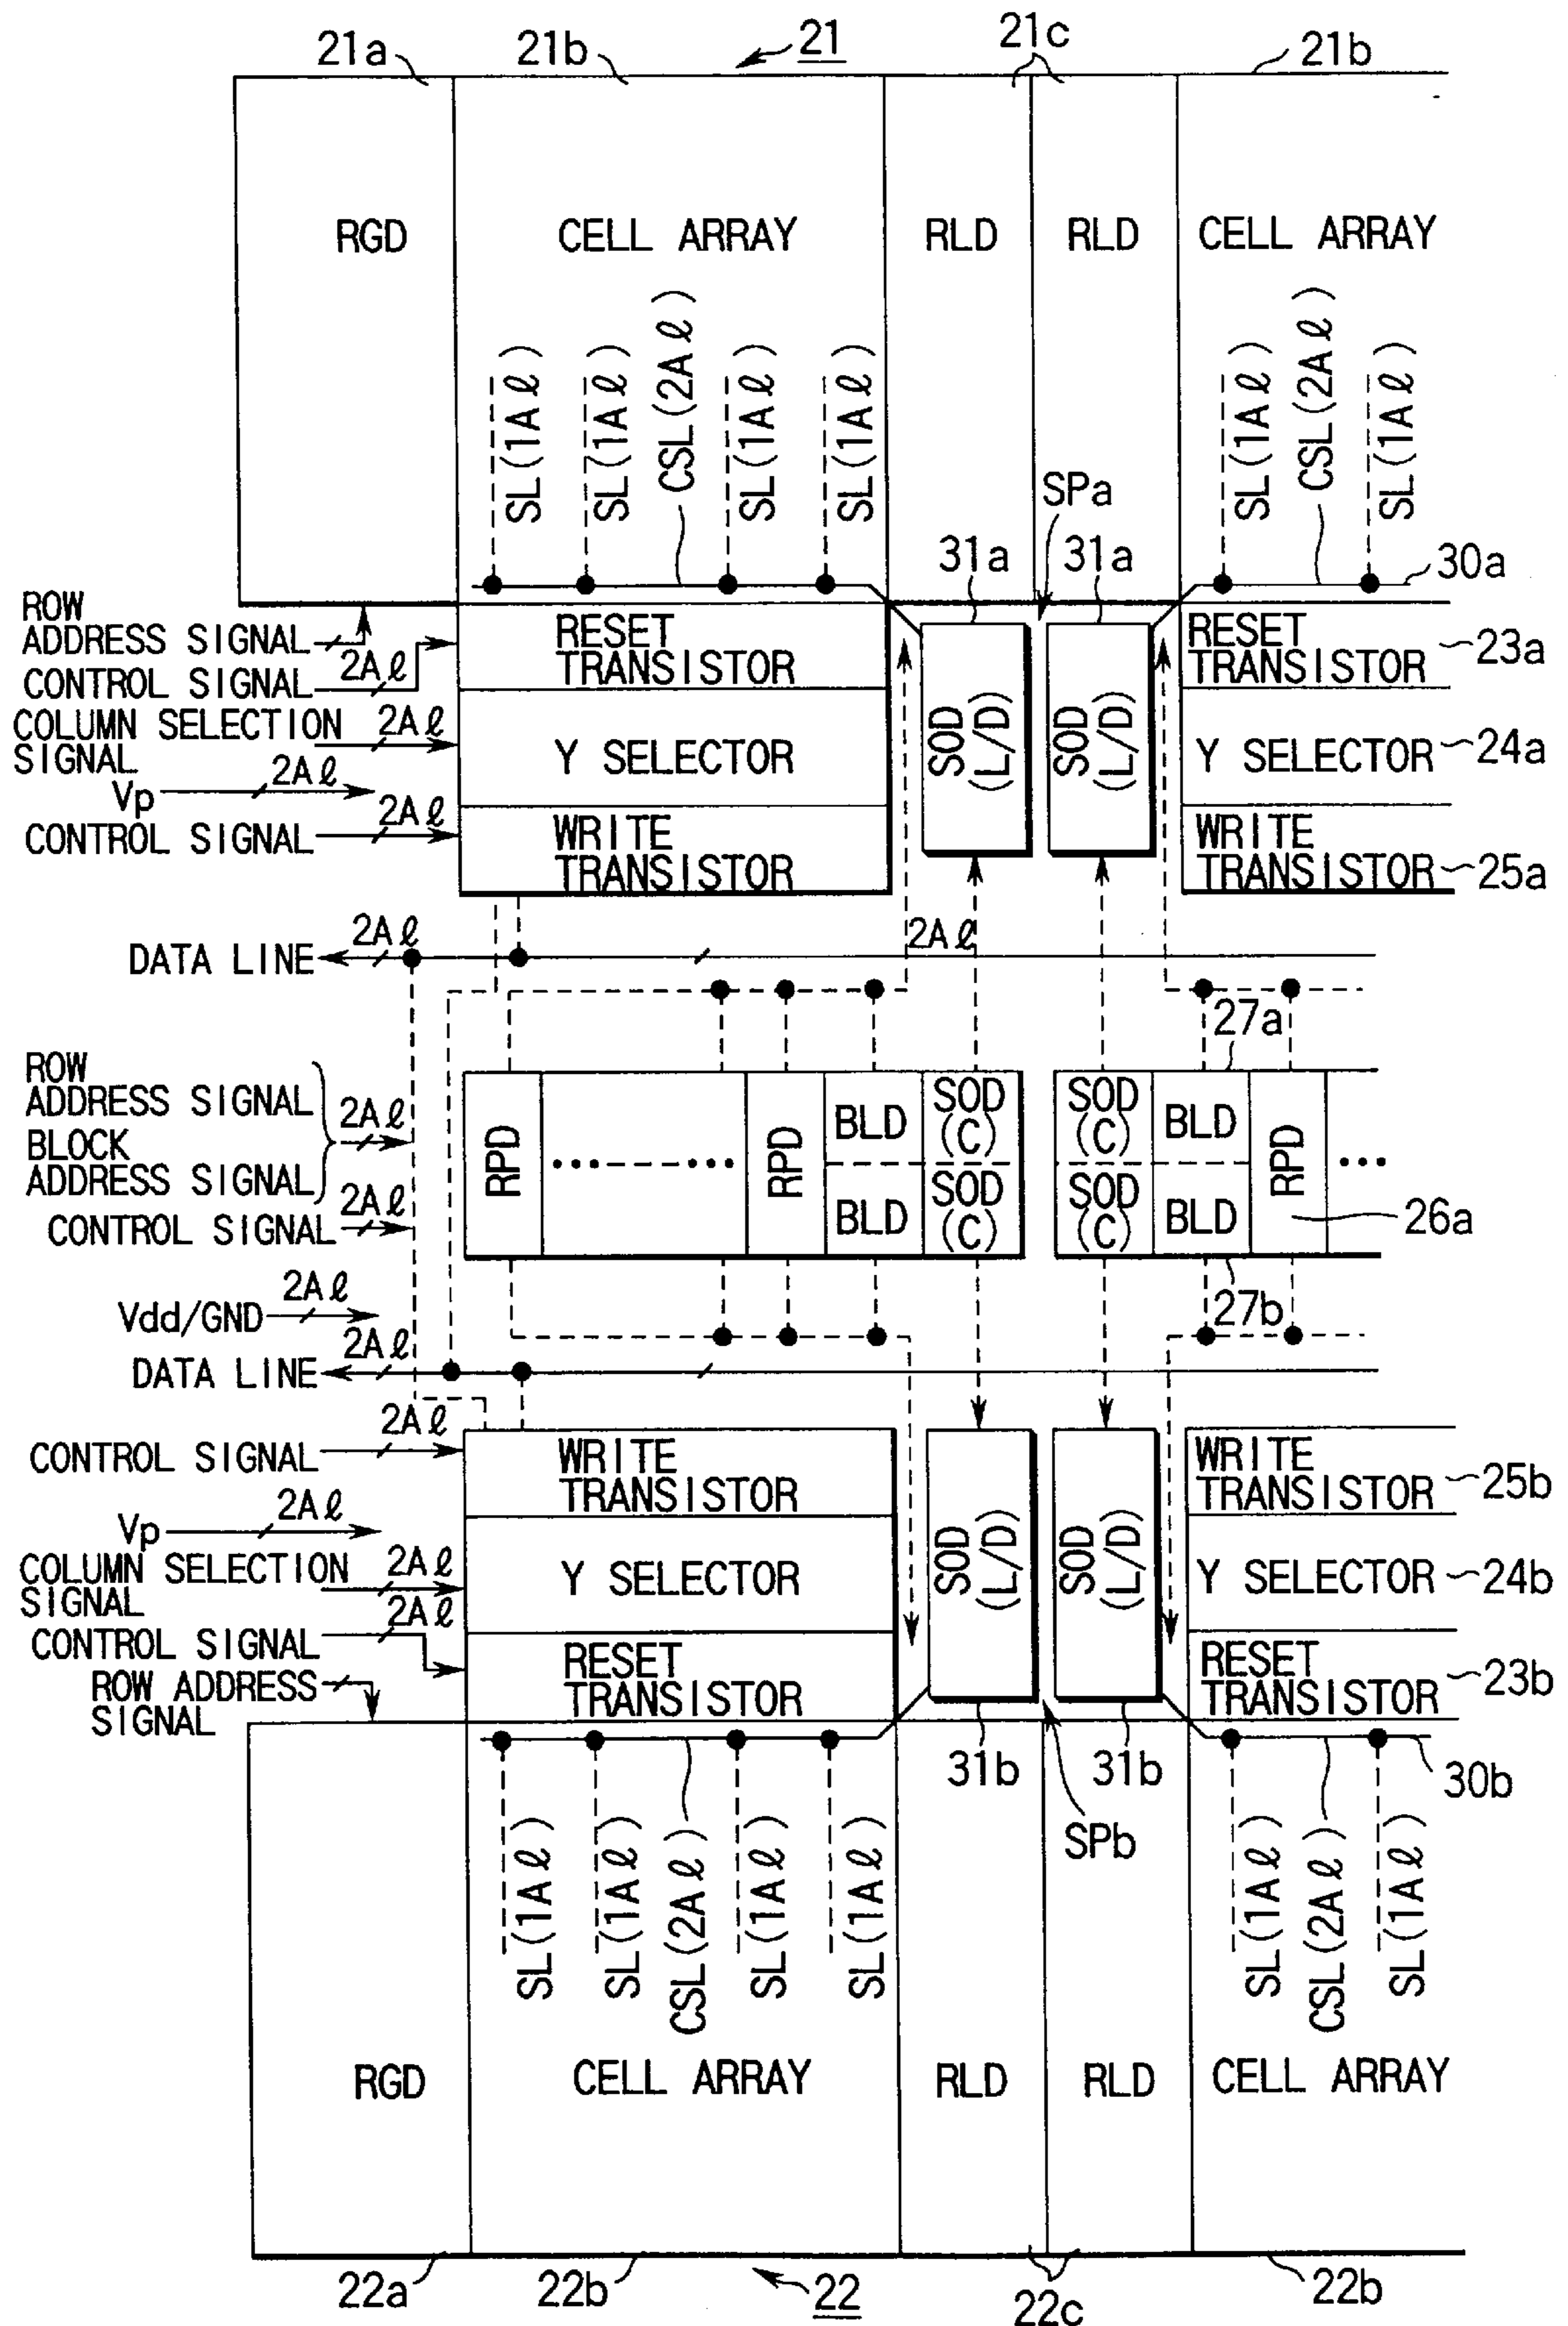 21a
21b
21
21c
21b
RGD
CELL ARRAY
RLD
RLD
CELL ARRAY
SL(1Aℓ)
SL(1Aℓ)
CSL(2Aℓ)
SL(1Aℓ)
SL(1Aℓ)
SL(1Aℓ)
CSL(2Aℓ)
SL(1Aℓ)
SPa
31a
31a
30a
ROW
ADDRESS SIGNAL
2Aℓ
CONTROL SIGNAL
RESET
TRANSISTOR
RESET
TRANSISTOR
23a
COLUMN SELECTION
SIGNAL
2Aℓ
Y SELECTOR
SOD
(L/D)
SOD
(L/D)
Y SELECTOR
24a
Vp
2Aℓ
CONTROL SIGNAL
2Aℓ
WRITE
TRANSISTOR
WRITE
TRANSISTOR
25a
DATA LINE
2Aℓ
2Aℓ
27a
ROW
ADDRESS SIGNAL
BLOCK
ADDRESS SIGNAL
2Aℓ
CONTROL SIGNAL
2Aℓ
RPD
RPD
BLD
SOD
(C)
SOD
(C)
BLD
RPD
BLD
SOD
(C)
SOD
(C)
BLD
26a
27b
Vdd/GND
2Aℓ
DATA LINE
2Aℓ
CONTROL SIGNAL
2Aℓ
WRITE
TRANSISTOR
WRITE
TRANSISTOR
25b
Vp
2Aℓ
COLUMN SELECTION
SIGNAL
2Aℓ
Y SELECTOR
SOD
(L/D)
SOD
(L/D)
Y SELECTOR
24b
CONTROL SIGNAL
2Aℓ
RESET
TRANSISTOR
RESET
TRANSISTOR
23b
ROW ADDRESS
SIGNAL
31b
31b
30b
SPb
SL(1Aℓ)
SL(1Aℓ)
CSL(2Aℓ)
SL(1Aℓ)
SL(1Aℓ)
SL(1Aℓ)
CSL(2Aℓ)
SL(1Aℓ)
RGD
CELL ARRAY
RLD
RLD
CELL ARRAY
22a
22b
22
22c
22b